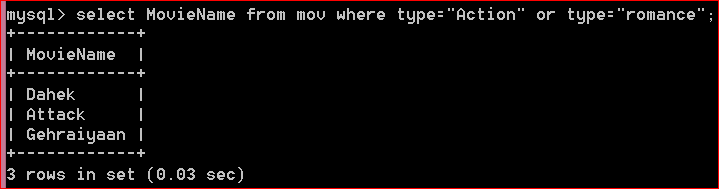 mysql> select MovieName from mov where type="Action" or type="romance";
+------------+
| MovieName  |
+------------+
| Dahek      |
| Attack     |
| Gehraiyaan |
+------------+
3 rows in set (0.03 sec)